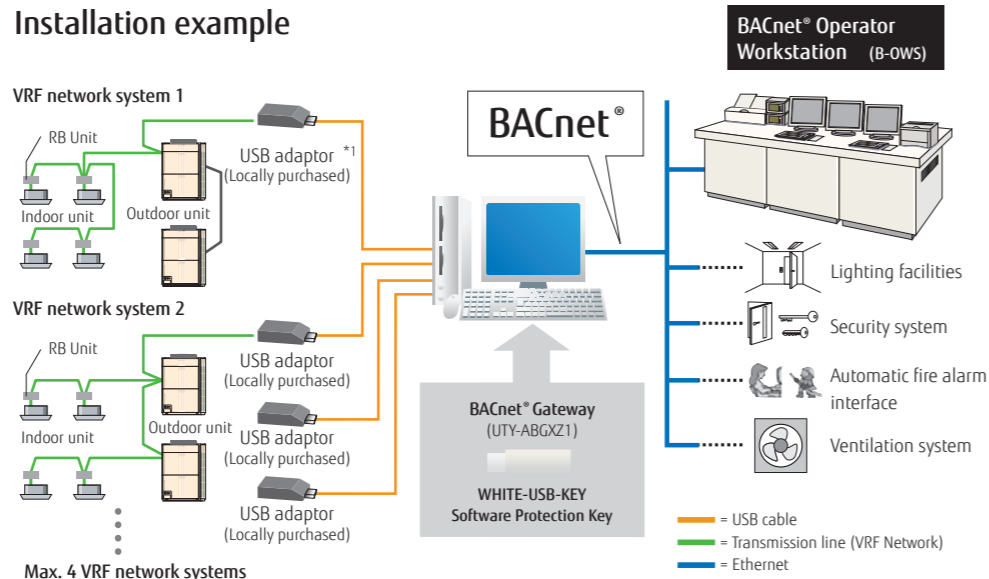 Installation example
BACnet® Operator
Workstation (B-OWS)
VRF network system 1
RB Unit
Indoor unit
Outdoor unit
USB adaptor *1
(Locally purchased)
BACnet®
VRF network system 2
RB Unit
Indoor unit
Outdoor unit
USB adaptor
(Locally purchased)
USB adaptor
(Locally purchased)
USB adaptor
(Locally purchased)
Max. 4 VRF network systems
BACnet® Gateway
(UTY-ABGXZ1)
WHITE-USB-KEY
Software Protection Key
Lighting facilities
Security system
Automatic fire alarm
interface
Ventilation system
= USB cable
= Transmission line (VRF Network)
= Ethernet